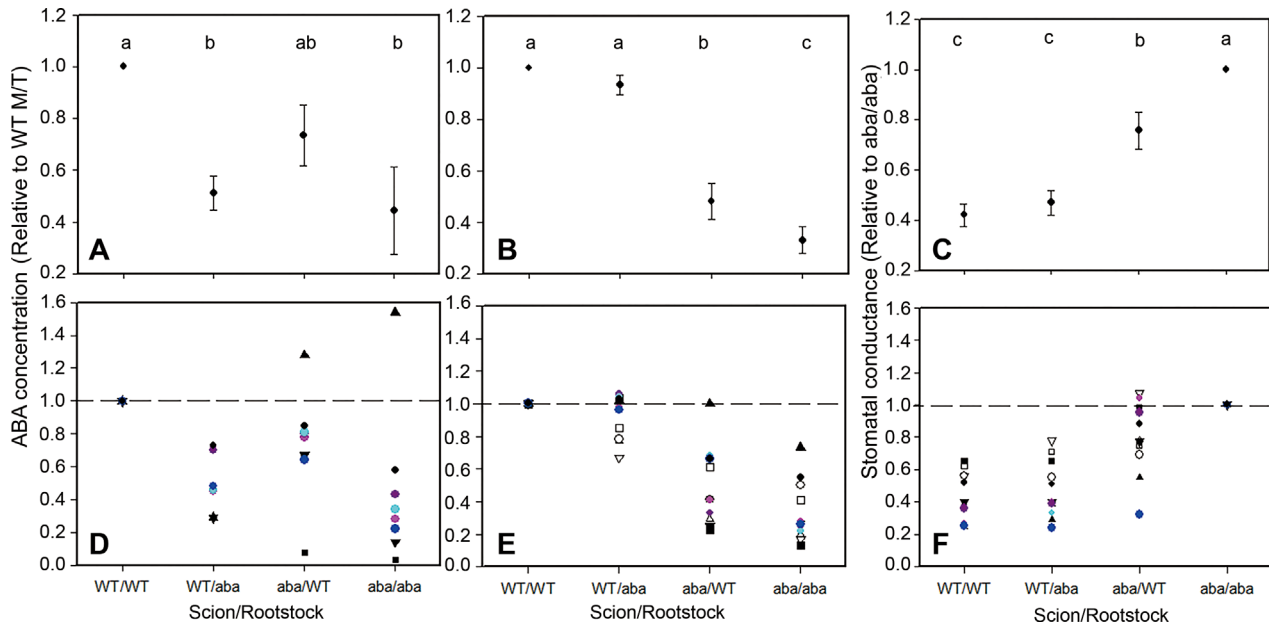 ABA concentration (Relative to WT M/T)
1.2
1.0
0.8
0.6
0.4
0.2
a
b
ab
b
A
1.2
1.0
0.8
0.6
0.4
0.2
a
a
b
c
B
Stomatal conductance (Relative to aba/aba)
1.2
1.0
0.8
0.6
0.4
0.2
c
c
b
a
C
1.6
1.4
1.2
1.0
0.8
0.6
0.4
0.2
0.0
D
WT/WT WT/aba aba/WT aba/aba
Scion/Rootstock
1.6
1.4
1.2
1.0
0.8
0.6
0.4
0.2
0.0
E
WT/WT WT/aba aba/WT aba/aba
Scion/Rootstock
1.6
1.4
1.2
1.0
0.8
0.6
0.4
0.2
0.0
F
WT/WT WT/aba aba/WT aba/aba
Scion/Rootstock